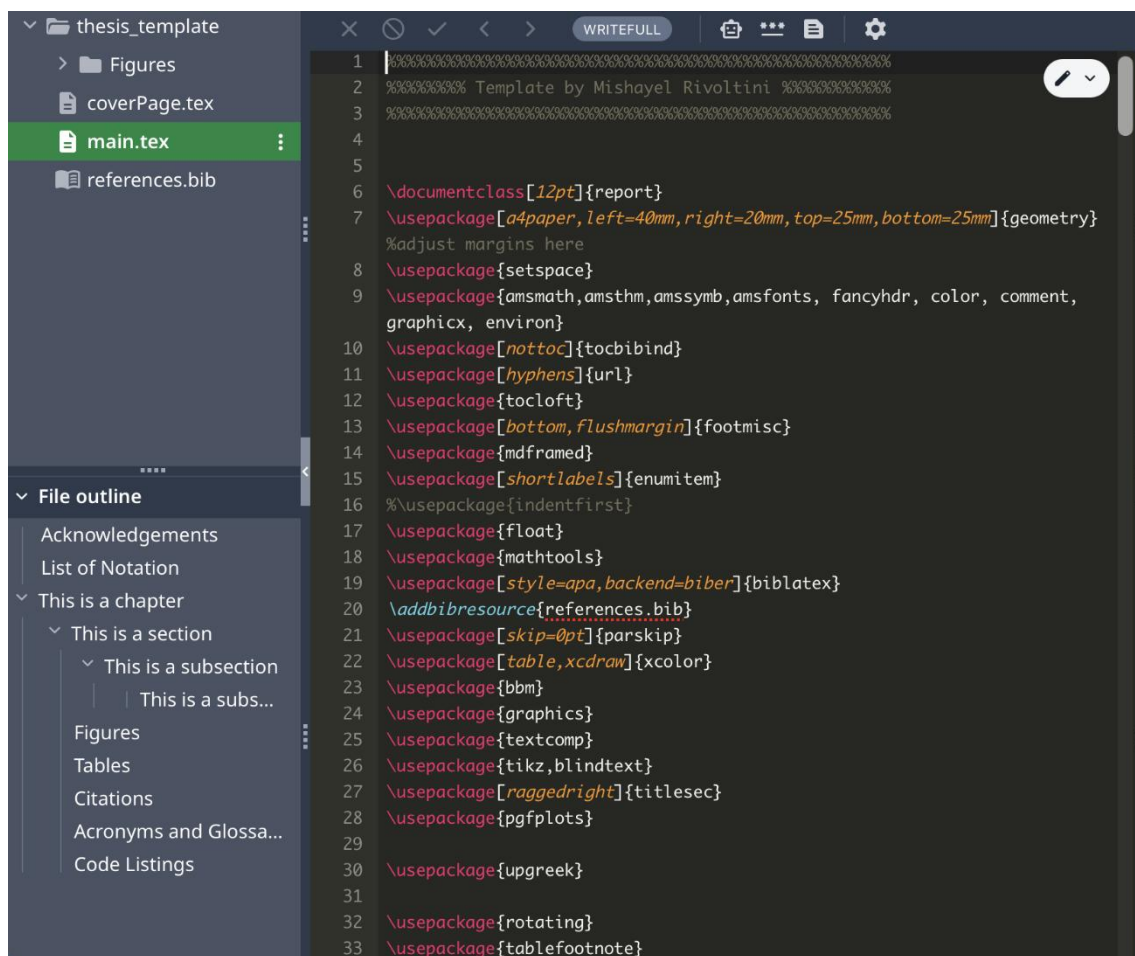 thesis_template
Figures
coverPage.tex
main.tex
references.bib
File outline
Acknowledgements
List of Notation
This is a chapter
This is a section
This is a subsection
This is a subs...
Figures
Tables
Citations
Acronyms and Glossa...
Code Listings
WRITEFULL
1 %%%%%%%%%%%%%%%%%%%%%%%%%%%%%%%%%%%%%%%%%%%%%%%%%%%
2 %%%%%%%% Template by Mishayel Rivoltini %%%%%%%%%%%
3 %%%%%%%%%%%%%%%%%%%%%%%%%%%%%%%%%%%%%%%%%%%%%%%%%%%
4
5
6 \documentclass[12pt]{report}
7 \usepackage[a4paper,left=40mm,right=20mm,top=25mm,bottom=25mm]{geometry}
%adjust margins here
8 \usepackage{setspace}
9 \usepackage{amsmath,amsthm,amssymb,amsfonts, fancyhdr, color, comment,
graphicx, environ}
10 \usepackage[nottoc]{tocbibind}
11 \usepackage[hyphens]{url}
12 \usepackage{tocloft}
13 \usepackage[bottom,flushmargin]{footmisc}
14 \usepackage{mdframed}
15 \usepackage[shortlabels]{enumitem}
16 %\usepackage{indentfirst}
17 \usepackage{float}
18 \usepackage{mathtools}
19 \usepackage[style=apa,backend=biber]{biblatex}
20 \addbibresource{references.bib}
21 \usepackage[skip=0pt]{parskip}
22 \usepackage[table,xcdraw]{xcolor}
23 \usepackage{bbm}
24 \usepackage{graphics}
25 \usepackage{textcomp}
26 \usepackage{tikz,blindtext}
27 \usepackage[raggedright]{titlesec}
28 \usepackage{pgfplots}
29
30 \usepackage{upgreek}
31
32 \usepackage{rotating}
33 \usepackage{tablefootnote}